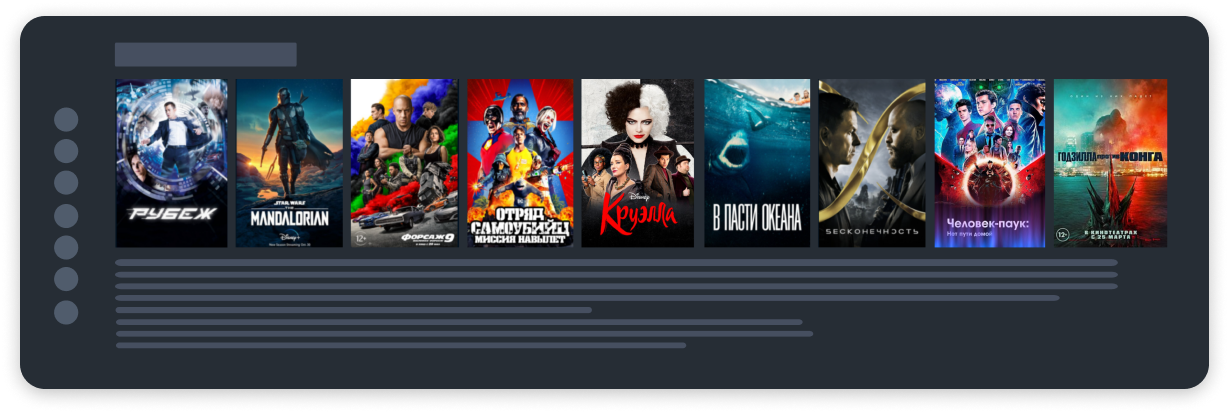 РУБЕЖ
STAR WARS
THE
MANDALORIAN
Disney+
12+
ФОРСАЖ 9
ОТРЯД
САМОУБИЙЦ
МИССИЯ НАВЫЛЕТ
Disney
Круэлла
В ПАСТИ ОКЕАНА
БЕСКОНЕЧНОСТЬ
Человек-паук:
Нет пути домой
ГОДЗИЛЛА ПРОТИВ КОНГА
12+
В КИНОТЕАТРАХ
С 25 МАРТА